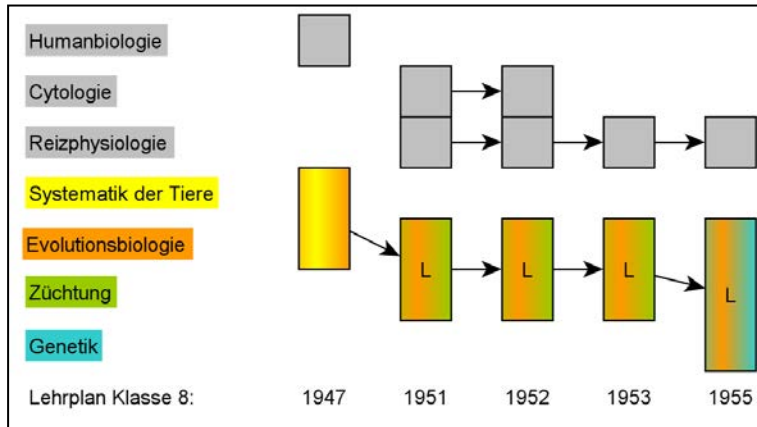 Humanbiologie
Cytologie
Reizphysiologie
Systematik der Tiere
Evolutionsbiologie
L L L
Züchtung
L
Genetik
Lehrplan Klasse 8: 1947 1951 1952 1953 1955